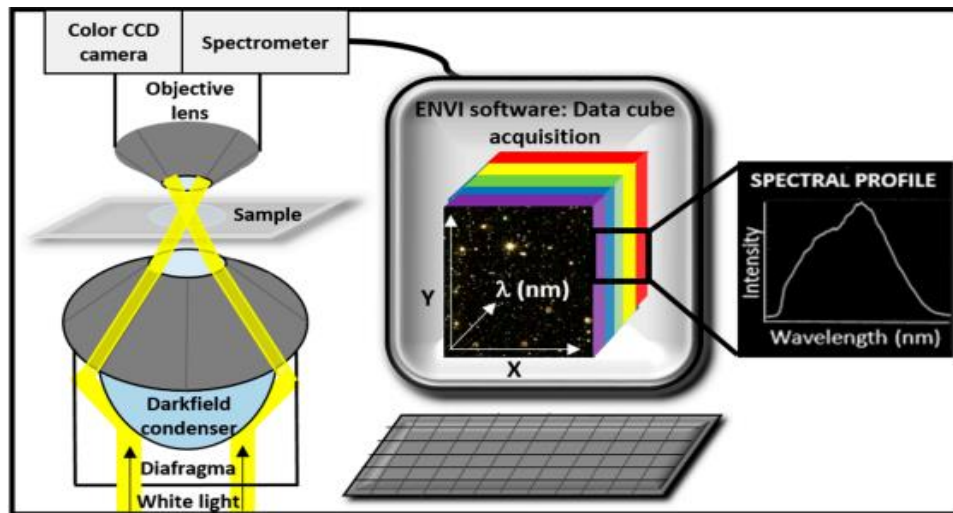 Color CCD
camera
Spectrometer
Objective
lens
Sample
Darkfield
condenser
Diafragma
White light
ENVI software: Data cube
acquisition
Y
λ (nm)
X
SPECTRAL PROFILE
Intensity
Wavelength (nm)